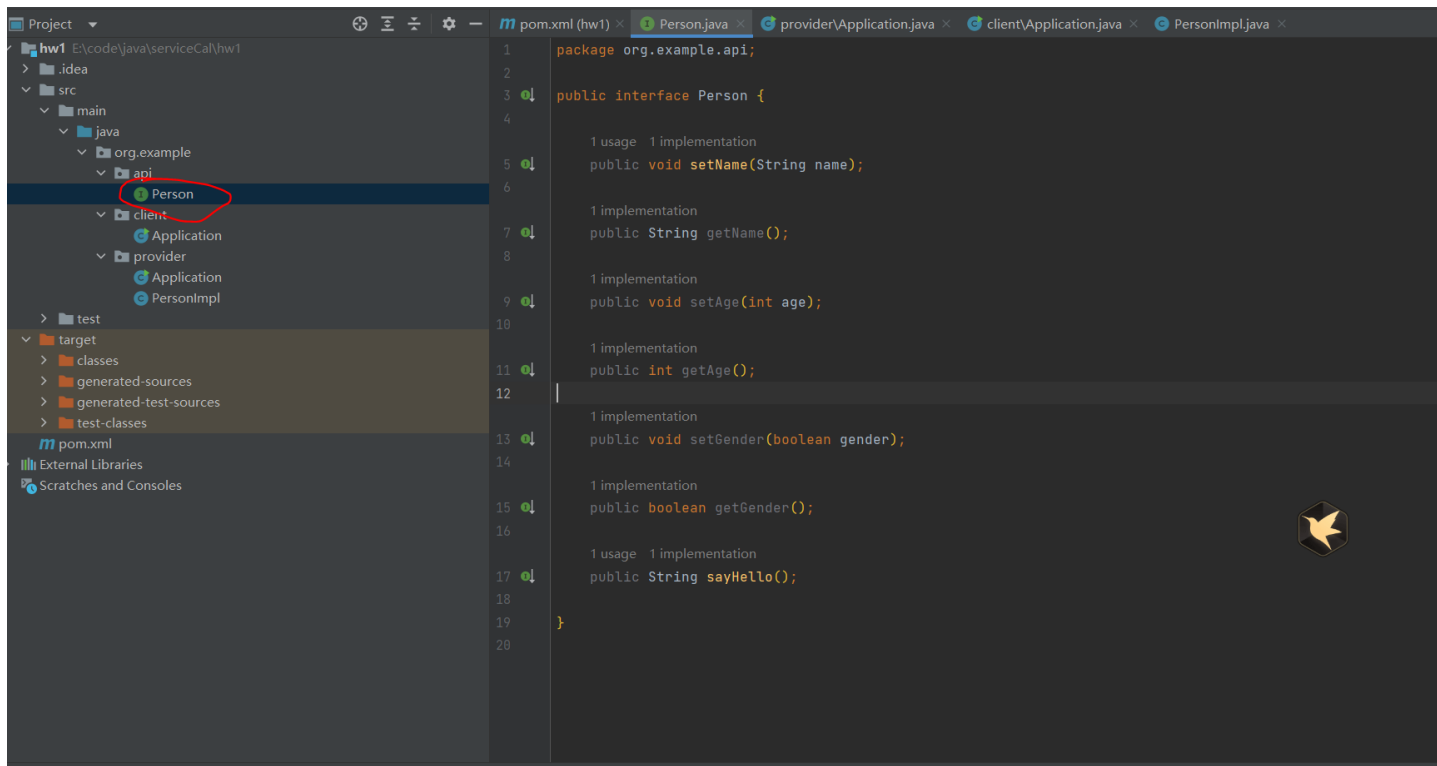 Project
pom.xml (hw1) Person.java provider\Application.java client\Application.java PersonImpl.java
hw1 E:\code\java\serviceCal\hw1
.idea
src
main
java
org.example
api
Person
client
Application
provider
Application
PersonImpl
test
target
classes
generated-sources
generated-test-sources
test-classes
pom.xml
External Libraries
Scratches and Consoles
1 package org.example.api;
2
3 public interface Person {
4
1 usage 1 implementation
5 public void setName(String name);
6
1 implementation
7 public String getName();
8
1 implementation
9 public void setAge(int age);
10
1 implementation
11 public int getAge();
12
1 implementation
13 public void setGender(boolean gender);
14
1 implementation
15 public boolean getGender();
16
1 usage 1 implementation
17 public String sayHello();
18
19 }
20